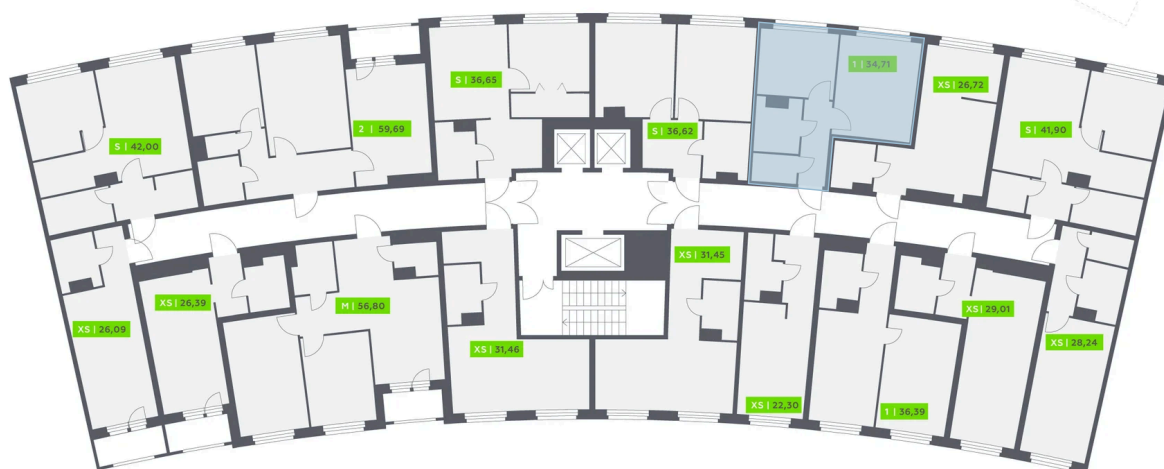 1 | 34,71
S | 36,65
XS | 26,72
2 | 59,69
S | 36,62
S | 41,90
S | 42,00
XS | 31,45
XS | 26,39
M | 56,80
XS | 29,01
XS | 26,09
XS | 31,46
XS | 28,24
XS | 22,30
1 | 36,39